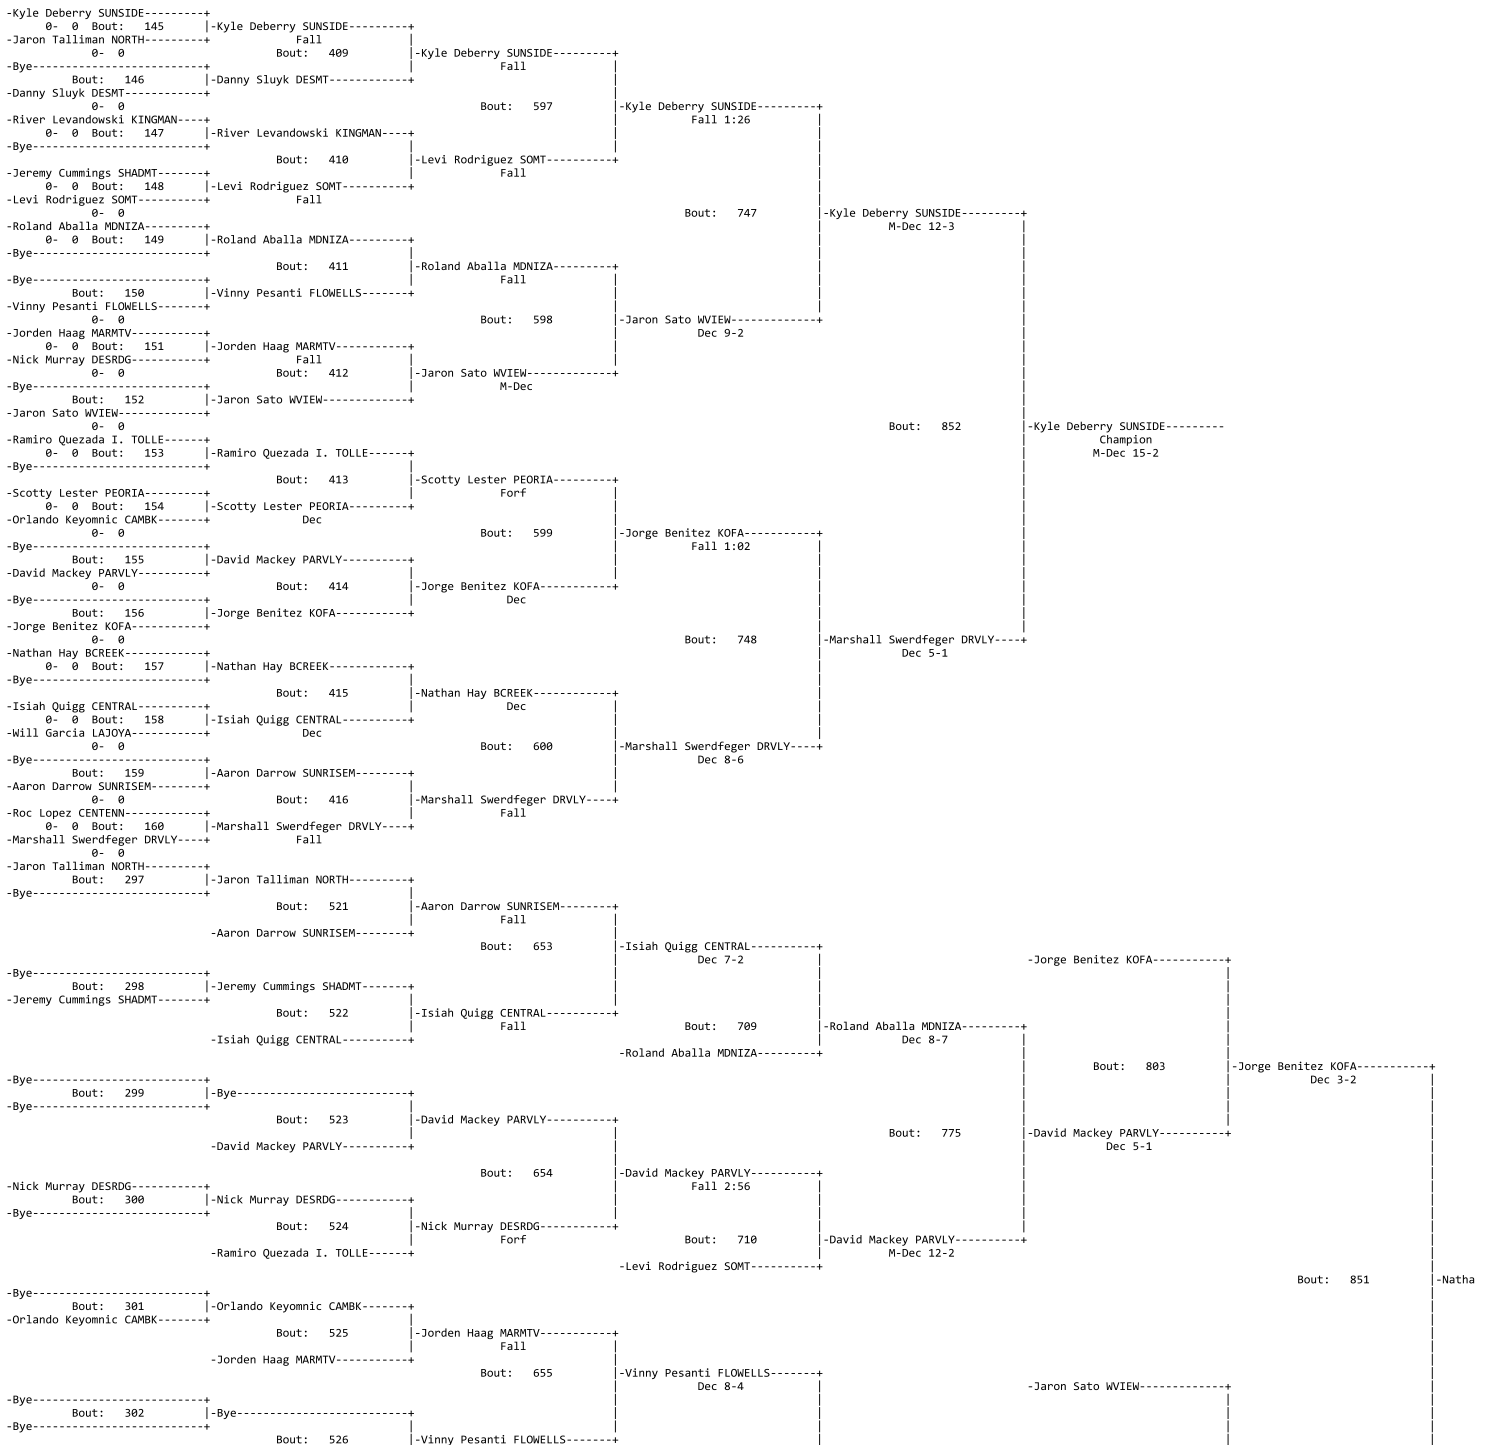 -Kyle Deberry SUNSIDE---------+
0-  0  Bout:   145      |-Kyle Deberry SUNSIDE---------+
-Jaron Talliman NORTH---------+             Fall             |
0-  0                       Bout:   409      |-Kyle Deberry SUNSIDE---------+
-Bye--------------------------+                              |             Fall             |
Bout:   146      |-Danny Sluyk DESMT------------+                              |
-Danny Sluyk DESMT------------+                                                             |
0-  0                                                      Bout:   597      |-Kyle Deberry SUNSIDE---------+
-River Levandowski KINGMAN----+                                                             |           Fall 1:26          |
0-  0  Bout:   147      |-River Levandowski KINGMAN----+                              |                              |
-Bye--------------------------+                              |                              |                              |
Bout:   410      |-Levi Rodriguez SOMT----------+                              |
-Jeremy Cummings SHADMT-------+                              |             Fall                                            |
0-  0  Bout:   148      |-Levi Rodriguez SOMT----------+                                                             |
-Levi Rodriguez SOMT----------+             Fall                                                                           |
0-  0                                                                                     Bout:   747      |-Kyle Deberry SUNSIDE---------+
-Roland Aballa MDNIZA---------+                                                                                            |          M-Dec 12-3          |
0-  0  Bout:   149      |-Roland Aballa MDNIZA---------+                                                             |                              |
-Bye--------------------------+                              |                                                             |                              |
Bout:   411      |-Roland Aballa MDNIZA---------+                              |                              |
-Bye--------------------------+                              |             Fall             |                              |                              |
Bout:   150      |-Vinny Pesanti FLOWELLS-------+                              |                              |                              |
-Vinny Pesanti FLOWELLS-------+                                                             |                              |                              |
0-  0                                                      Bout:   598      |-Jaron Sato WVIEW-------------+                              |
-Jorden Haag MARMTV-----------+                                                             |            Dec 9-2                                          |
0-  0  Bout:   151      |-Jorden Haag MARMTV-----------+                              |                                                             |
-Nick Murray DESRDG-----------+             Fall             |                              |                                                             |
0-  0                       Bout:   412      |-Jaron Sato WVIEW-------------+                                                             |
-Bye--------------------------+                              |             M-Dec                                                                          |
Bout:   152      |-Jaron Sato WVIEW-------------+                                                                                            |
-Jaron Sato WVIEW-------------+                                                                                                                           |
0-  0                                                                                                                    Bout:   852      |-Kyle Deberry SUNSIDE---------
-Ramiro Quezada I. TOLLE------+                                                                                                                           |           Champion
0-  0  Bout:   153      |-Ramiro Quezada I. TOLLE------+                                                                                            |          M-Dec 15-2
-Bye--------------------------+                              |                                                                                            |
Bout:   413      |-Scotty Lester PEORIA---------+                                                             |
-Scotty Lester PEORIA---------+                              |             Forf             |                                                             |
0-  0  Bout:   154      |-Scotty Lester PEORIA---------+                              |                                                             |
-Orlando Keyomnic CAMBK-------+              Dec                                            |                                                             |
0-  0                                                      Bout:   599      |-Jorge Benitez KOFA-----------+                              |
-Bye--------------------------+                                                             |           Fall 1:02          |                              |
Bout:   155      |-David Mackey PARVLY----------+                              |                              |                              |
-David Mackey PARVLY----------+                              |                              |                              |                              |
0-  0                       Bout:   414      |-Jorge Benitez KOFA-----------+                              |                              |
-Bye--------------------------+                              |              Dec                                            |                              |
Bout:   156      |-Jorge Benitez KOFA-----------+                                                             |                              |
-Jorge Benitez KOFA-----------+                                                                                            |                              |
0-  0                                                                                     Bout:   748      |-Marshall Swerdfeger DRVLY----+
-Nathan Hay BCREEK------------+                                                                                            |            Dec 5-1
0-  0  Bout:   157      |-Nathan Hay BCREEK------------+                                                             |
-Bye--------------------------+                              |                                                             |
Bout:   415      |-Nathan Hay BCREEK------------+                              |
-Isiah Quigg CENTRAL----------+                              |              Dec             |                              |
0-  0  Bout:   158      |-Isiah Quigg CENTRAL----------+                              |                              |
-Will Garcia LAJOYA-----------+              Dec                                            |                              |
0-  0                                                      Bout:   600      |-Marshall Swerdfeger DRVLY----+
-Bye--------------------------+                                                             |            Dec 8-6
Bout:   159      |-Aaron Darrow SUNRISEM--------+                              |
-Aaron Darrow SUNRISEM--------+                              |                              |
0-  0                       Bout:   416      |-Marshall Swerdfeger DRVLY----+
-Roc Lopez CENTENN------------+                              |             Fall
0-  0  Bout:   160      |-Marshall Swerdfeger DRVLY----+
-Marshall Swerdfeger DRVLY----+             Fall
0-  0
-Jaron Talliman NORTH---------+
Bout:   297      |-Jaron Talliman NORTH---------+
-Bye--------------------------+                              |
Bout:   521      |-Aaron Darrow SUNRISEM--------+
|             Fall             |
-Aaron Darrow SUNRISEM--------+                              |
Bout:   653      |-Isiah Quigg CENTRAL----------+
|            Dec 7-2           |                               -Jorge Benitez KOFA-----------+
-Bye--------------------------+                                                             |                              |                                                             |
Bout:   298      |-Jeremy Cummings SHADMT-------+                              |                              |                                                             |
-Jeremy Cummings SHADMT-------+                              |                              |                              |                                                             |
Bout:   522      |-Isiah Quigg CENTRAL----------+                              |                                                             |
|             Fall                       Bout:   709      |-Roland Aballa MDNIZA---------+                              |
-Isiah Quigg CENTRAL----------+                                                             |            Dec 8-7           |                              |
-Roland Aballa MDNIZA---------+                              |                              |
Bout:   803      |-Jorge Benitez KOFA-----------+
-Bye--------------------------+                                                                                                                           |                              |            Dec 3-2           |
Bout:   299      |-Bye--------------------------+                                                                                            |                              |                              |
-Bye--------------------------+                              |                                                                                            |                              |                              |
Bout:   523      |-David Mackey PARVLY----------+                                                             |                              |                              |
|                              |                                        Bout:   775      |-David Mackey PARVLY----------+                              |
-David Mackey PARVLY----------+                              |                                                             |            Dec 5-1                                          |
Bout:   654      |-David Mackey PARVLY----------+                              |                                                             |
-Nick Murray DESRDG-----------+                                                             |           Fall 2:56          |                              |                                                             |
Bout:   300      |-Nick Murray DESRDG-----------+                              |                              |                              |                                                             |
-Bye--------------------------+                              |                              |                              |                              |                                                             |
Bout:   524      |-Nick Murray DESRDG-----------+                              |                              |                                                             |
|             Forf                       Bout:   710      |-David Mackey PARVLY----------+                                                             |
-Ramiro Quezada I. TOLLE------+                                                             |          M-Dec 12-2                                                                         |
-Levi Rodriguez SOMT----------+                                                                                            |
Bout:   851      |-Natha
-Bye--------------------------+                                                                                                                                                                                         |
Bout:   301      |-Orlando Keyomnic CAMBK-------+                                                                                                                                                          |
-Orlando Keyomnic CAMBK-------+                              |                                                                                                                                                          |
Bout:   525      |-Jorden Haag MARMTV-----------+                                                                                                                           |
|             Fall             |                                                                                                                           |
-Jorden Haag MARMTV-----------+                              |                                                                                                                           |
Bout:   655      |-Vinny Pesanti FLOWELLS-------+                                                                                            |
|            Dec 8-4           |                               -Jaron Sato WVIEW-------------+                              |
-Bye--------------------------+                                                             |                              |                                                             |                              |
Bout:   302      |-Bye--------------------------+                              |                              |                                                             |                              |
-Bye--------------------------+                              |                              |                              |                                                             |                              |
Bout:   526      |-Vinny Pesanti FLOWELLS-------+                              |                                                             |                              |